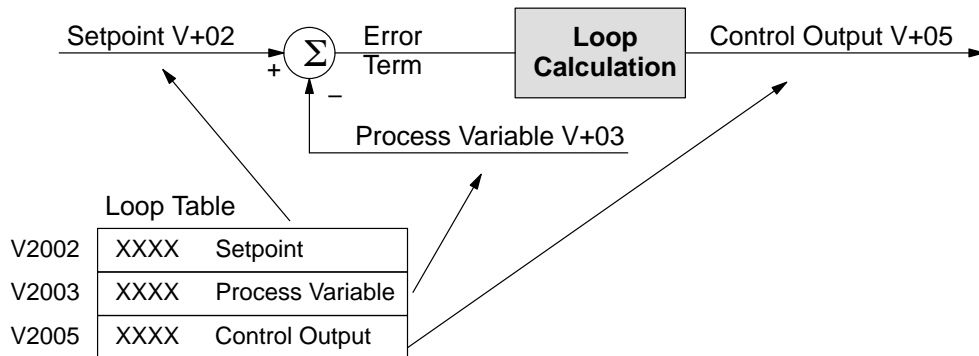 Setpoint V+02
+
Σ
−
Error
Term
Loop
Calculation
Control Output V+05
Process Variable V+03
Loop Table
V2002 XXXX Setpoint
V2003 XXXX Process Variable
V2005 XXXX Control Output